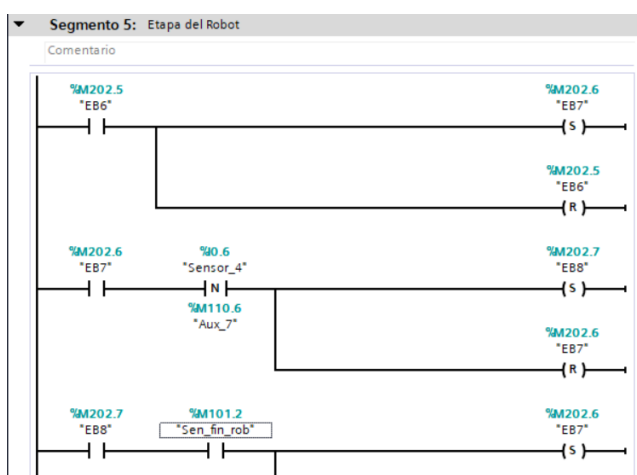 Segmento 5: Etapa del Robot
Comentario
%M202.5 %M202.6
"EB6" "EB7"
S
%M202.5
"EB6"
R
%M202.6 %I0.6 %M202.7
"EB7" "Sensor_4" "EB8"
N S
%M110.6
"Aux_7"
%M202.6
"EB7"
R
%M202.7 %M101.2 %M202.6
"EB8" "Sen_fin_rob" "EB7"
S